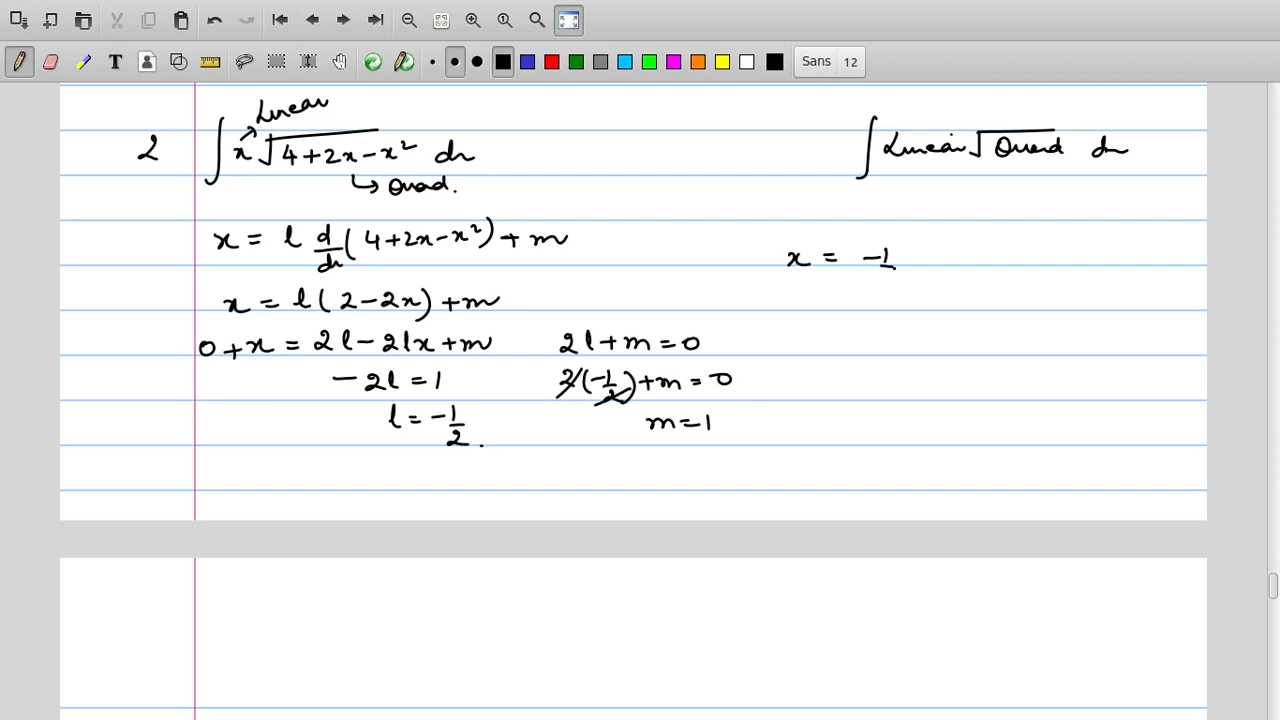 Sans 12
Linear
2 ∫ x √(4+2x-x²) dx
↳ Quad.
∫ Linear √Quad dx
x = l d/dx (4+2x-x²) + m
x = -1
x = l(2-2x) + m
0 + x = 2l - 2lx + m
2l + m = 0
-2l = 1
2(-1/2) + m = 0
l = -1/2 .
m = 1